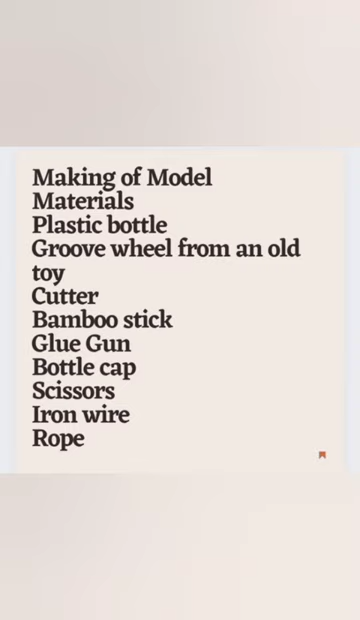 Making of Model
Materials
Plastic bottle
Groove wheel from an old
toy
Cutter
Bamboo stick
Glue Gun
Bottle cap
Scissors
Iron wire
Rope